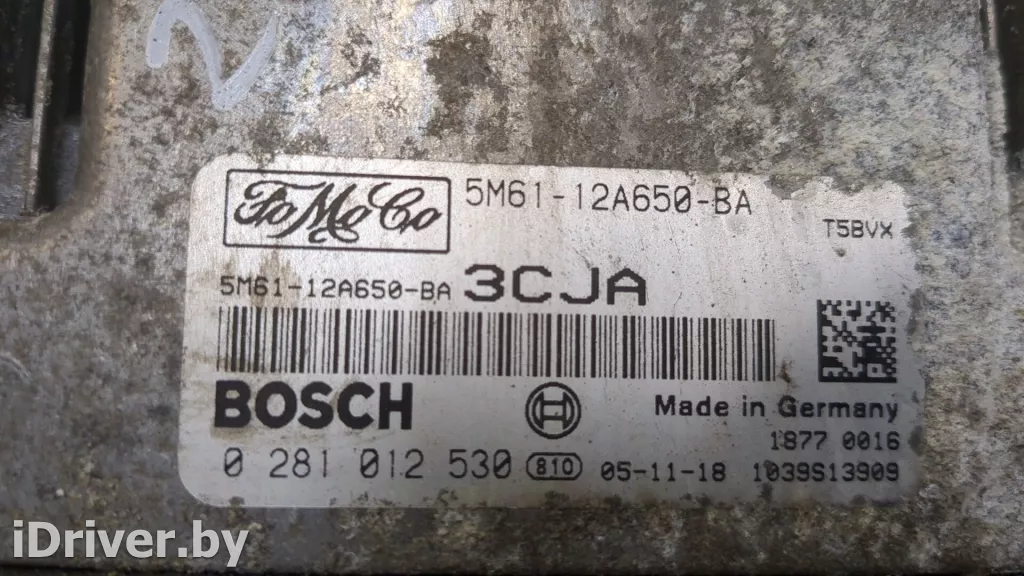 2
FoMoCo
5M61-12A650-BA
T5BVX
5M61-12A650-BA 3CJA
BOSCH
Made in Germany
1877 0016
0 281 012 530 810 05-11-18 1039S13909
iDriver.by